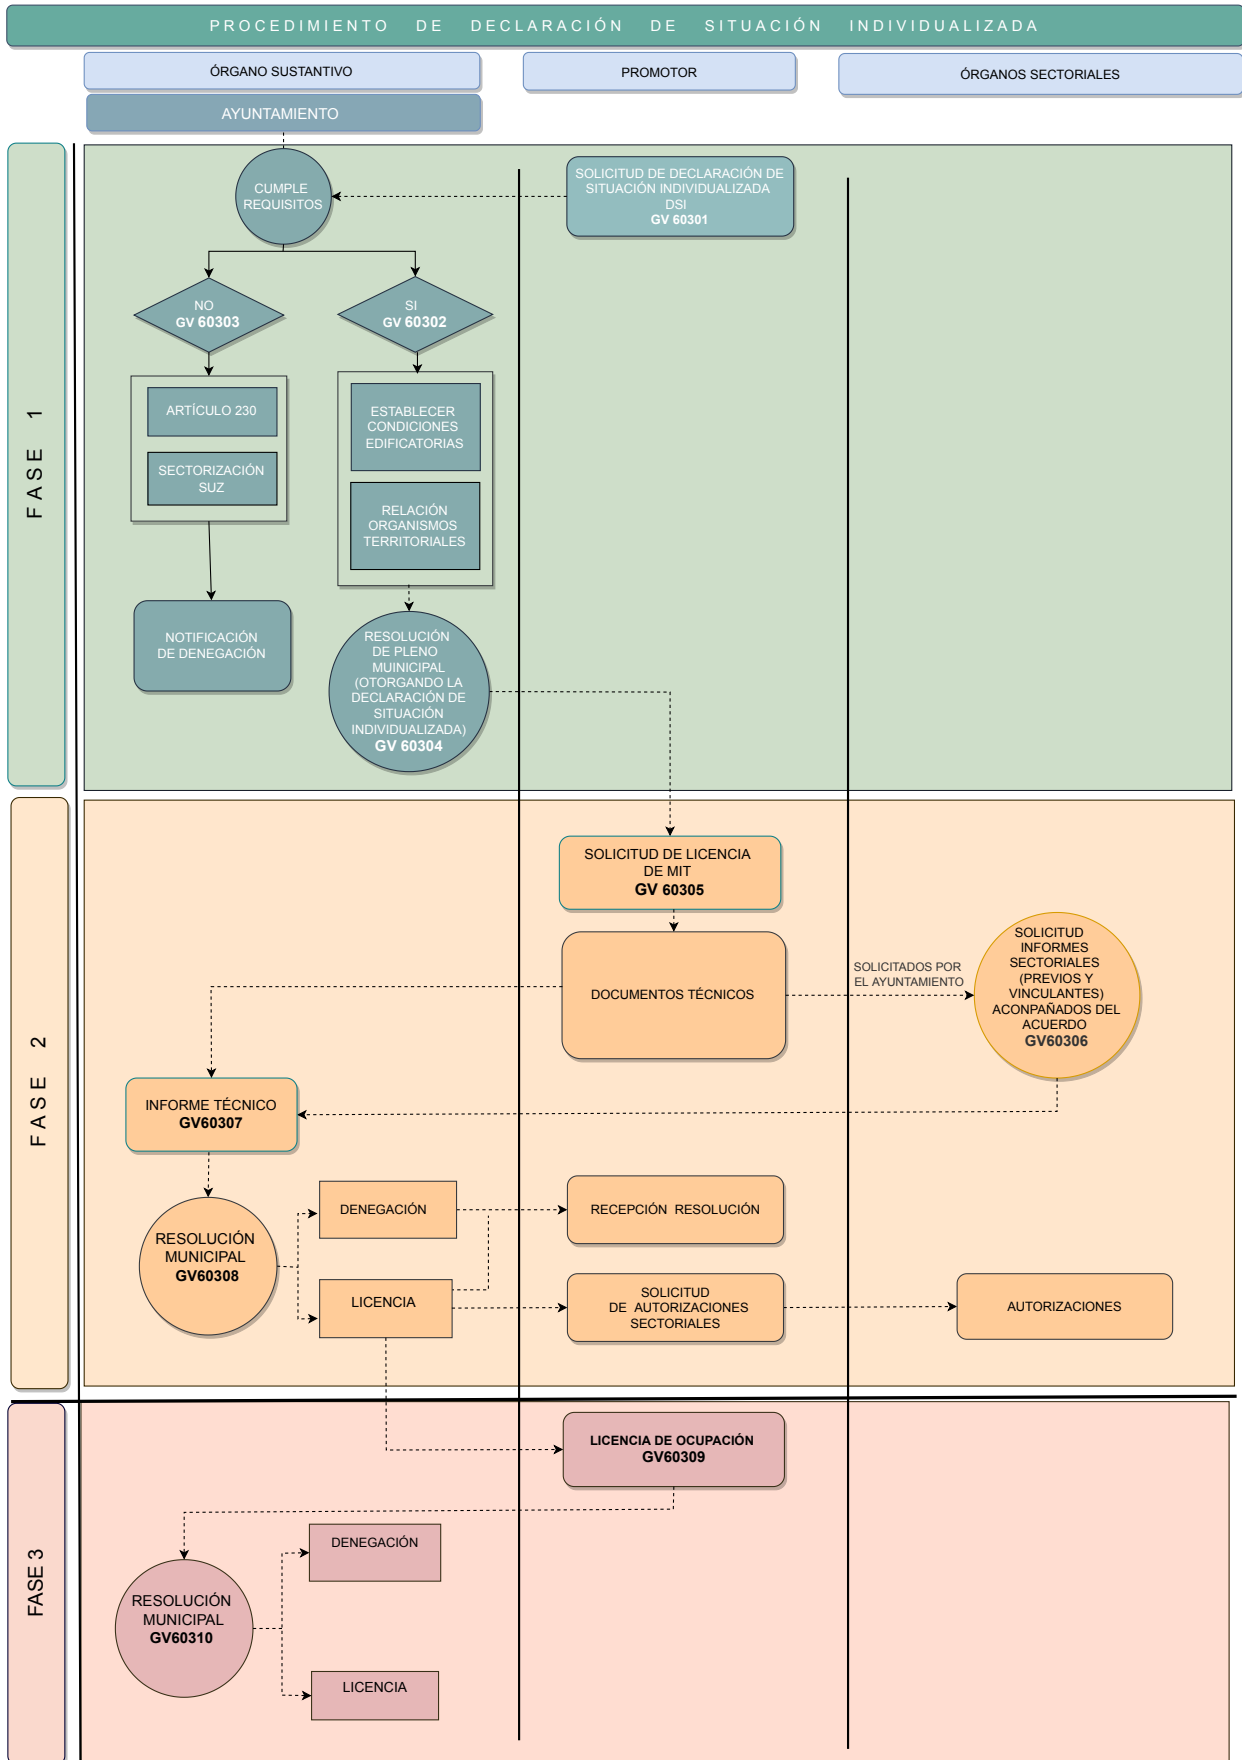 PROCEDIMIENTO DE DECLARACIÓN DE SITUACIÓN INDIVIDUALIZADA
ÓRGANO SUSTANTIVO
PROMOTOR
ÓRGANOS SECTORIALES
AYUNTAMIENTO
FASE 1
CUMPLE
REQUISITOS
SOLICITUD DE DECLARACIÓN DE
SITUACIÓN INDIVIDUALIZADA
DSI
GV 60301
NO
GV 60303
SI
GV 60302
ARTÍCULO 230
SECTORIZACIÓN
SUZ
ESTABLECER
CONDICIONES
EDIFICATORIAS
RELACIÓN
ORGANISMOS
TERRITORIALES
NOTIFICACIÓN
DE DENEGACIÓN
RESOLUCIÓN
DE PLENO
MUINICIPAL
(OTORGANDO LA
DECLARACIÓN DE
SITUACIÓN
INDIVIDUALIZADA)
GV 60304
FASE 2
SOLICITUD DE LICENCIA
DE MIT
GV 60305
DOCUMENTOS TÉCNICOS
SOLICITADOS POR
EL AYUNTAMIENTO
SOLICITUD
INFORMES
SECTORIALES
(PREVIOS Y
VINCULANTES)
ACONPAÑADOS DEL
ACUERDO
GV60306
INFORME TÉCNICO
GV60307
RESOLUCIÓN
MUNICIPAL
GV60308
DENEGACIÓN
RECEPCIÓN RESOLUCIÓN
LICENCIA
SOLICITUD
DE AUTORIZACIONES
SECTORIALES
AUTORIZACIONES
FASE 3
LICENCIA DE OCUPACIÓN
GV60309
DENEGACIÓN
RESOLUCIÓN
MUNICIPAL
GV60310
LICENCIA